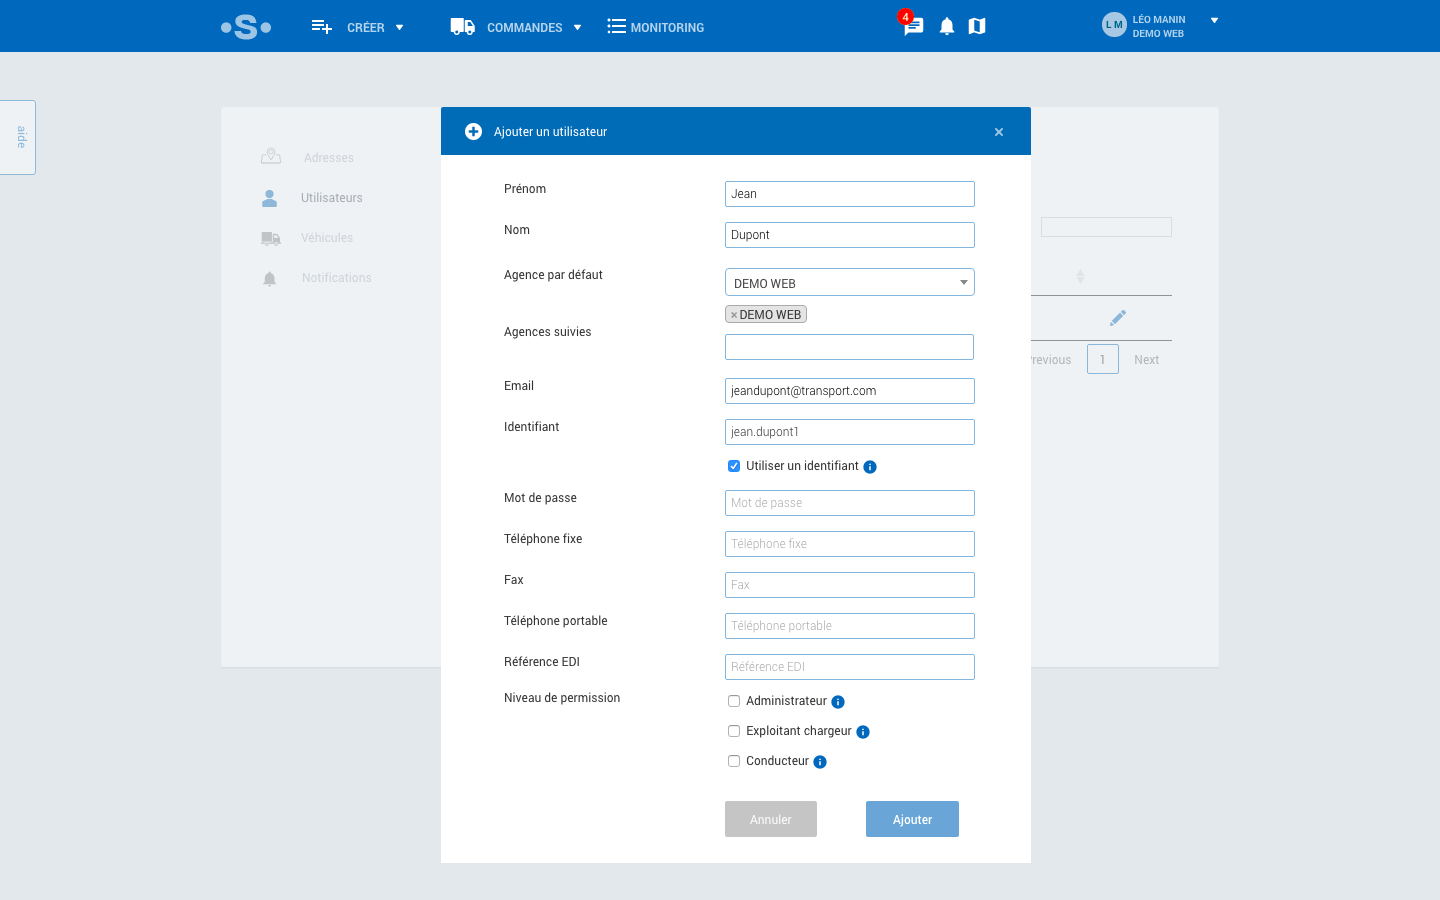 S
CRÉER
COMMANDES
MONITORING
4
L M
LÉO MANIN
DEMO WEB
aide
Adresses
Utilisateurs
Véhicules
Notifications
Ajouter un utilisateur
×
Prénom
Jean
Nom
Dupont
Agence par défaut
DEMO WEB
× DEMO WEB
Agences suivies
Email
jeandupont@transport.com
Identifiant
jean.dupont1
Utiliser un identifiant
Mot de passe
Mot de passe
Téléphone fixe
Téléphone fixe
Fax
Fax
Téléphone portable
Téléphone portable
Référence EDI
Référence EDI
Niveau de permission
Administrateur
Exploitant chargeur
Conducteur
Annuler
Ajouter
revious
1
Next